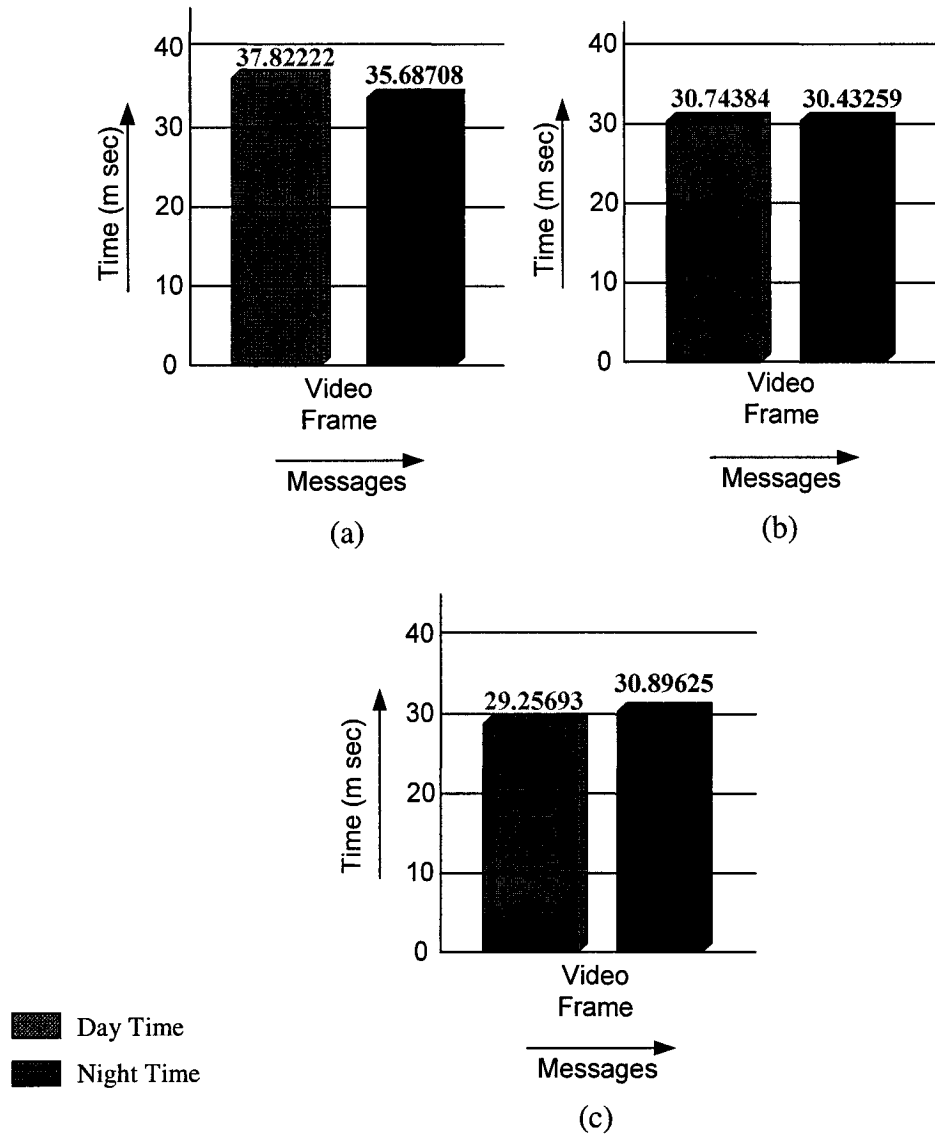 40
37.82222
35.68708
30
20
10
0
Time (m sec)
Video
Frame
Messages
(a)
40
30.74384
30.43259
30
20
10
0
Time (m sec)
Video
Frame
Messages
(b)
40
29.25693
30.89625
30
20
10
0
Time (m sec)
Video
Frame
Messages
(c)
Day Time
Night Time